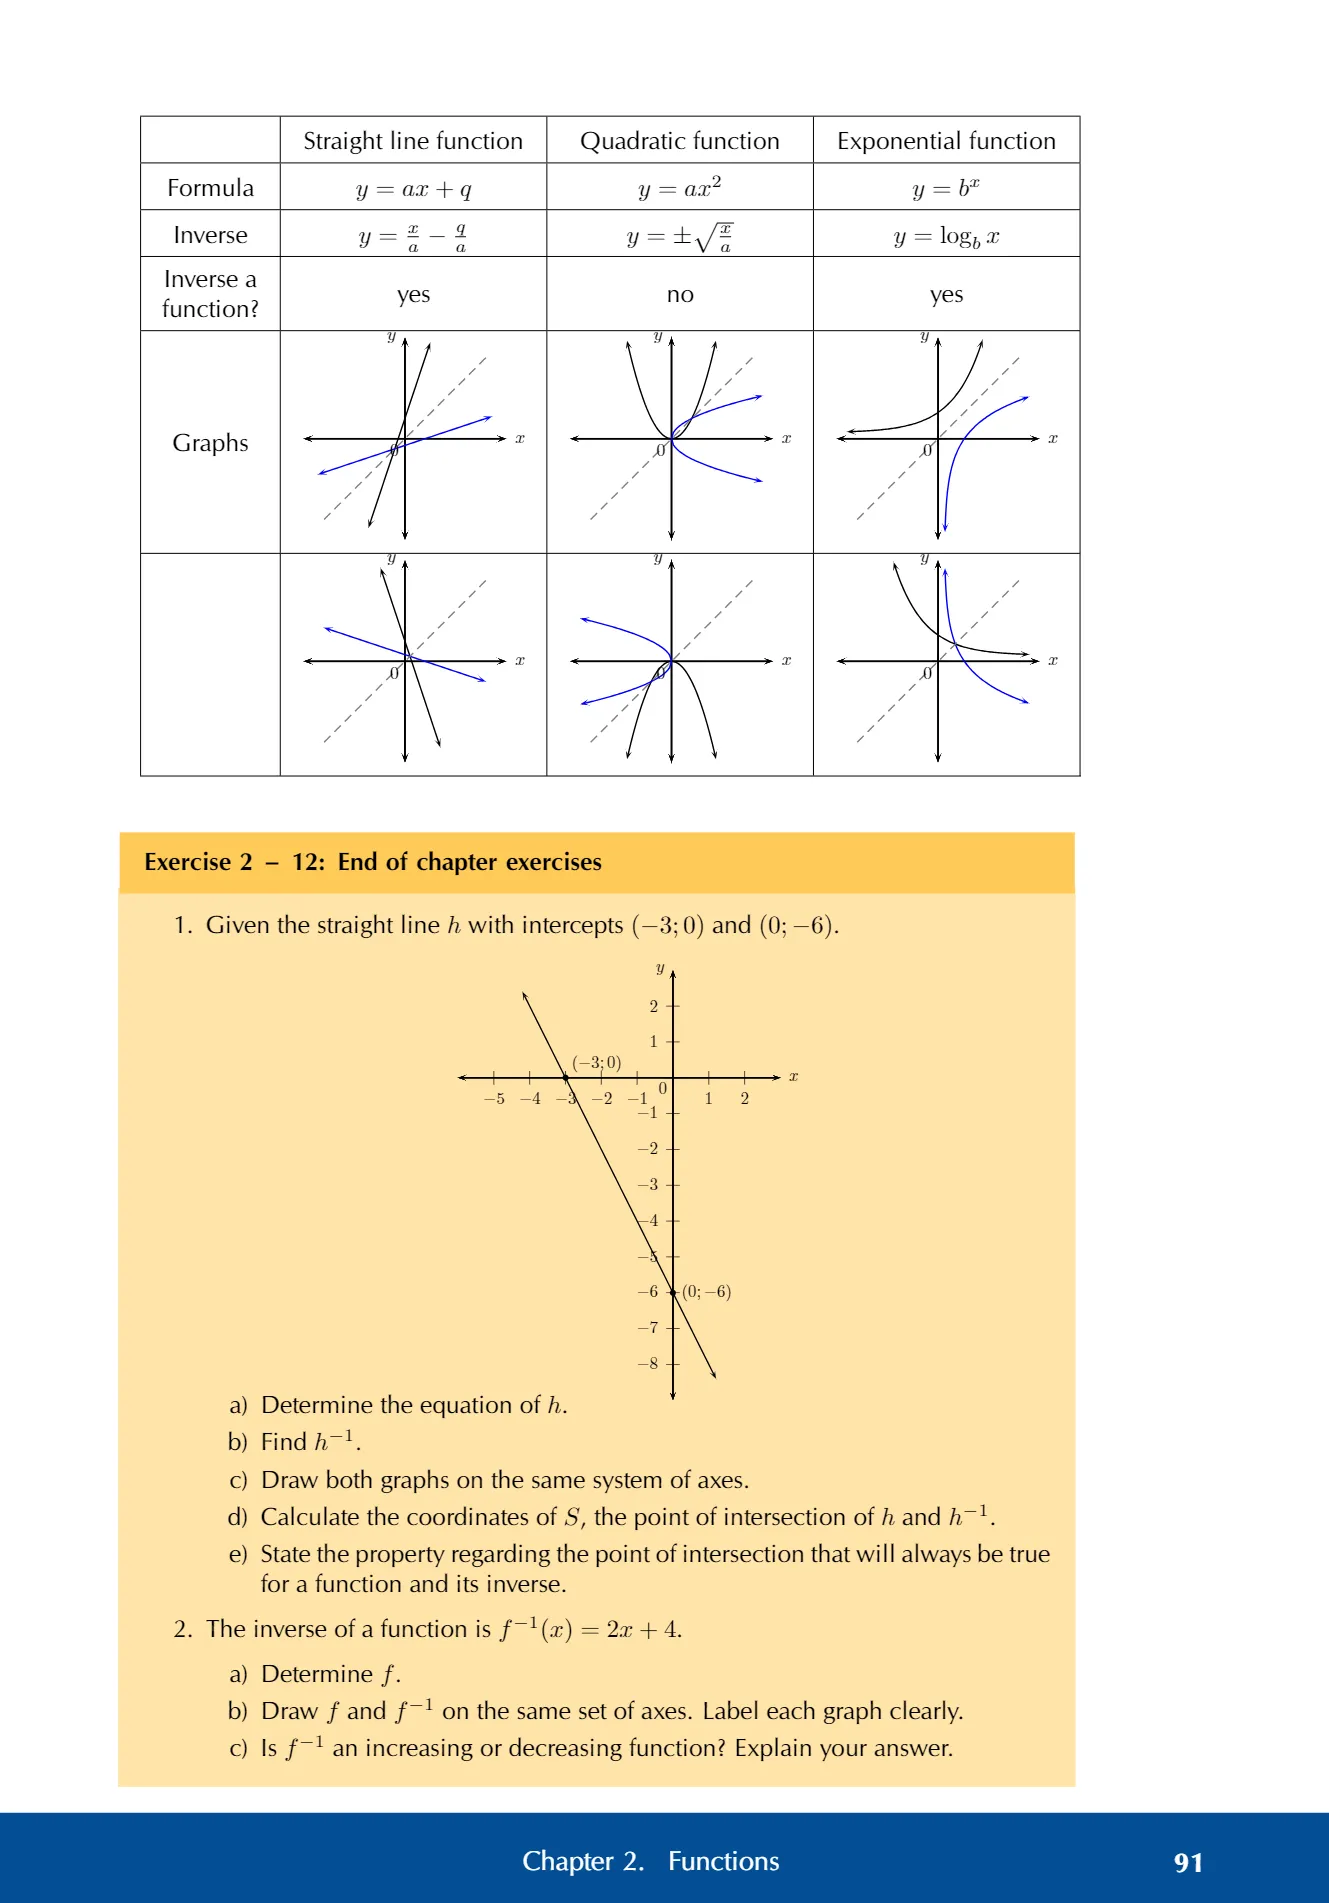 Straight line function Quadratic function Exponential function
Formula y = ax + q y = ax² y = bˣ
Inverse y = x/a − q/a y = ±√(x/a) y = log_b x
Inverse a
function? yes no yes
Graphs
y x 0 y x 0 y x 0
y x 0 y x 0 y x 0
Exercise 2 – 12: End of chapter exercises
1. Given the straight line h with intercepts (−3; 0) and (0; −6).
y
2
1
(−3; 0)
x
−5 −4 −3 −2 −1 0 1 2
−1
−2
−3
−4
−5
−6 (0; −6)
−7
−8
a) Determine the equation of h.
b) Find h⁻¹.
c) Draw both graphs on the same system of axes.
d) Calculate the coordinates of S, the point of intersection of h and h⁻¹.
e) State the property regarding the point of intersection that will always be true
for a function and its inverse.
2. The inverse of a function is f⁻¹(x) = 2x + 4.
a) Determine f.
b) Draw f and f⁻¹ on the same set of axes. Label each graph clearly.
c) Is f⁻¹ an increasing or decreasing function? Explain your answer.
Chapter 2. Functions 91